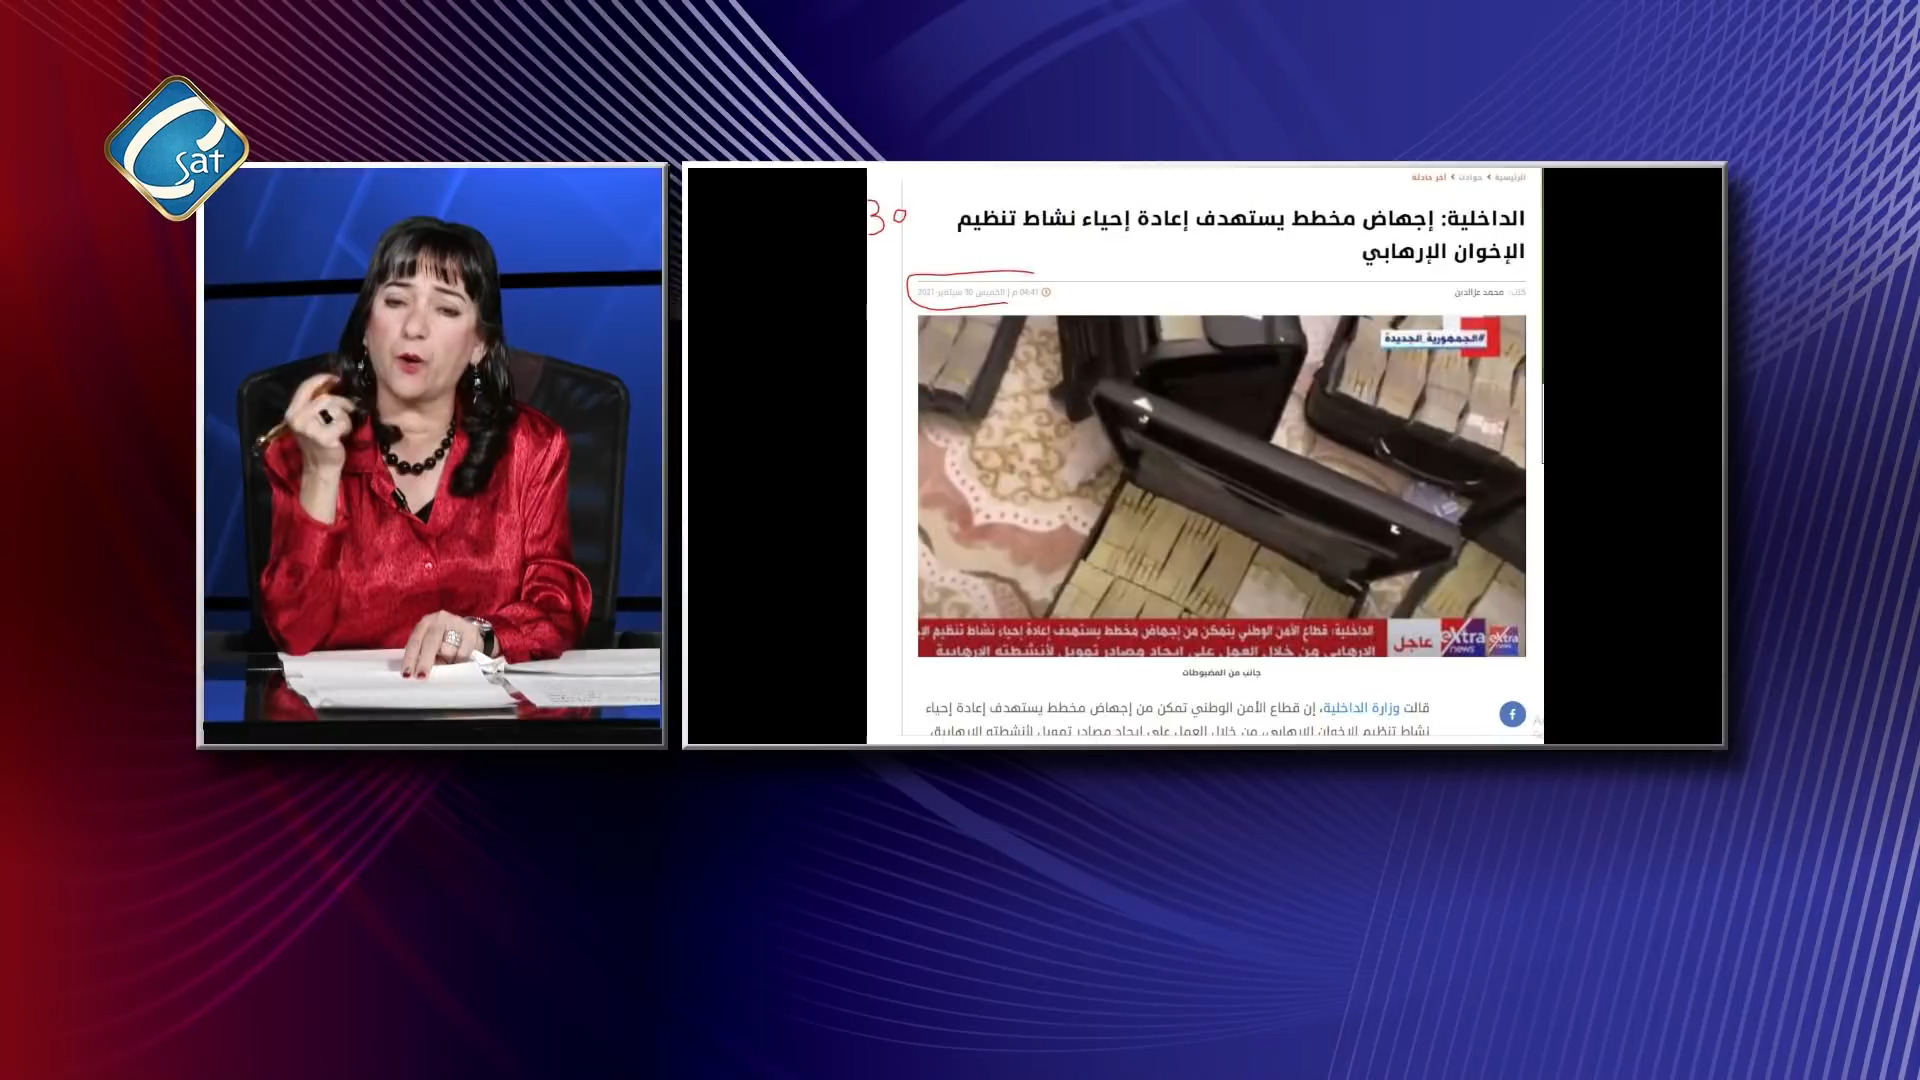 C Sat
الرئيسية > حوادث > آخر حادثة
30
الداخلية: إجهاض مخطط يستهدف إعادة إحياء نشاط تنظيم
الإخوان الإرهابي
كتب: محمد عزالدين
04:41 م | الخميس 30 سبتمبر 2021
#الجمهورية_الجديدة
عاجل
الداخلية: قطاع الأمن الوطني يتمكن من إجهاض مخطط يستهدف إعادة إحياء نشاط تنظيم
الإرهابي من خلال العمل على إيجاد مصادر تمويل لأنشطته الإرهابية
eXtra news
eXtra news
جانب من المضبوطات
قالت وزارة الداخلية، إن قطاع الأمن الوطني تمكن من إجهاض مخطط يستهدف إعادة إحياء
نشاط تنظيم الإخوان الإرهابي، من خلال العمل على إيجاد مصادر تمويل لأنشطته الإرهابية،